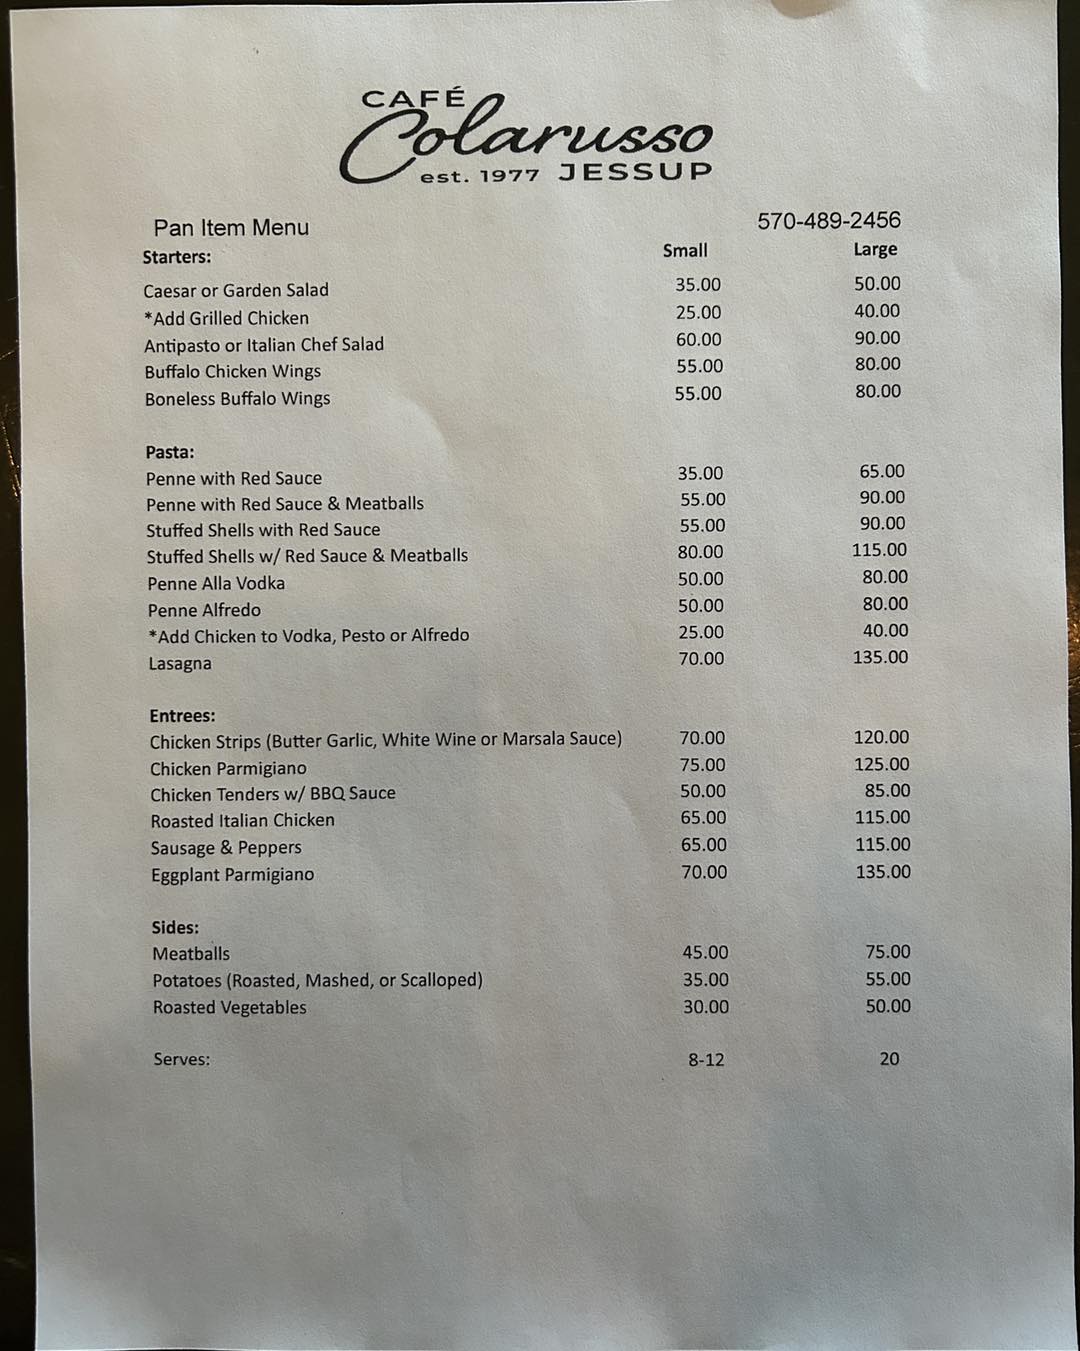 CAFÉ
Colarusso
est. 1977 JESSUP
Pan Item Menu 570-489-2456
Starters: Small Large
Caesar or Garden Salad 35.00 50.00
*Add Grilled Chicken 25.00 40.00
Antipasto or Italian Chef Salad 60.00 90.00
Buffalo Chicken Wings 55.00 80.00
Boneless Buffalo Wings 55.00 80.00
Pasta:
Penne with Red Sauce 35.00 65.00
Penne with Red Sauce & Meatballs 55.00 90.00
Stuffed Shells with Red Sauce 55.00 90.00
Stuffed Shells w/ Red Sauce & Meatballs 80.00 115.00
Penne Alla Vodka 50.00 80.00
Penne Alfredo 50.00 80.00
*Add Chicken to Vodka, Pesto or Alfredo 25.00 40.00
Lasagna 70.00 135.00
Entrees:
Chicken Strips (Butter Garlic, White Wine or Marsala Sauce) 70.00 120.00
Chicken Parmigiano 75.00 125.00
Chicken Tenders w/ BBQ Sauce 50.00 85.00
Roasted Italian Chicken 65.00 115.00
Sausage & Peppers 65.00 115.00
Eggplant Parmigiano 70.00 135.00
Sides:
Meatballs 45.00 75.00
Potatoes (Roasted, Mashed, or Scalloped) 35.00 55.00
Roasted Vegetables 30.00 50.00
Serves: 8-12 20